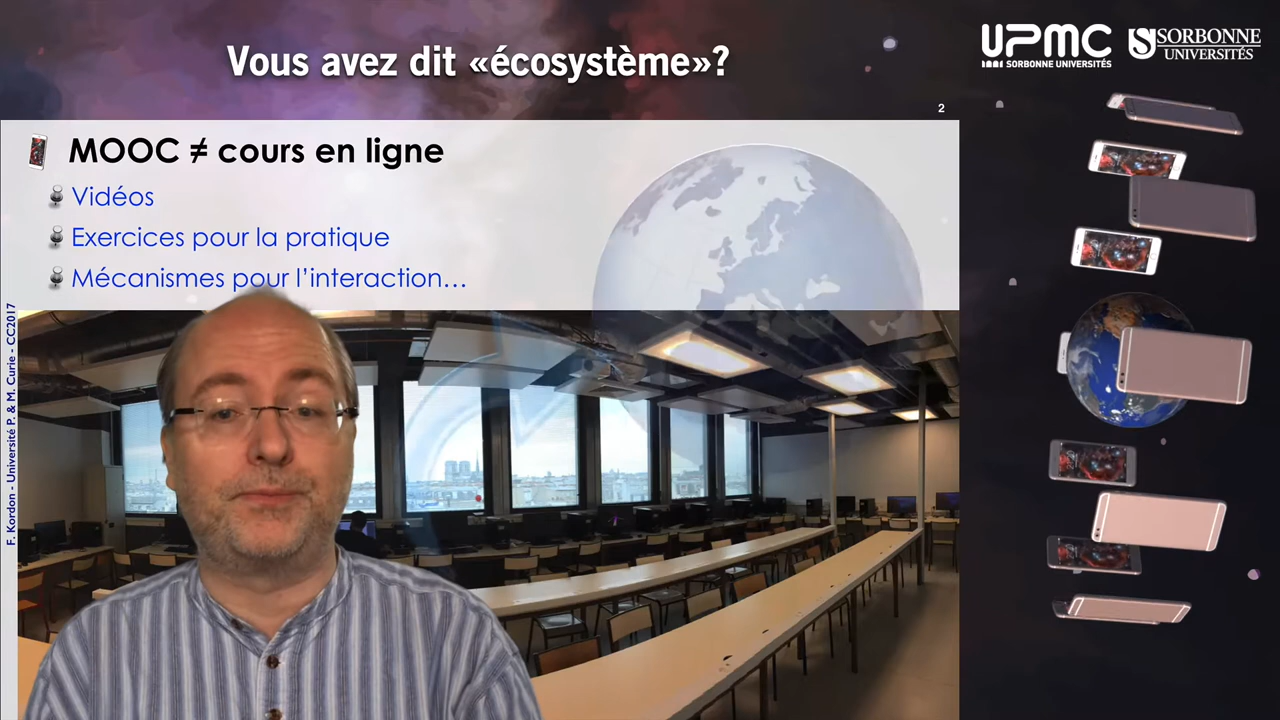 Vous avez dit «écosystème»?
UPMC
SORBONNE UNIVERSITÉS
SORBONNE
UNIVERSITÉS
2
MOOC ≠ cours en ligne
Vidéos
Exercices pour la pratique
Mécanismes pour l’interaction…
F. Kordon - Université P. & M. Curie - CC2017